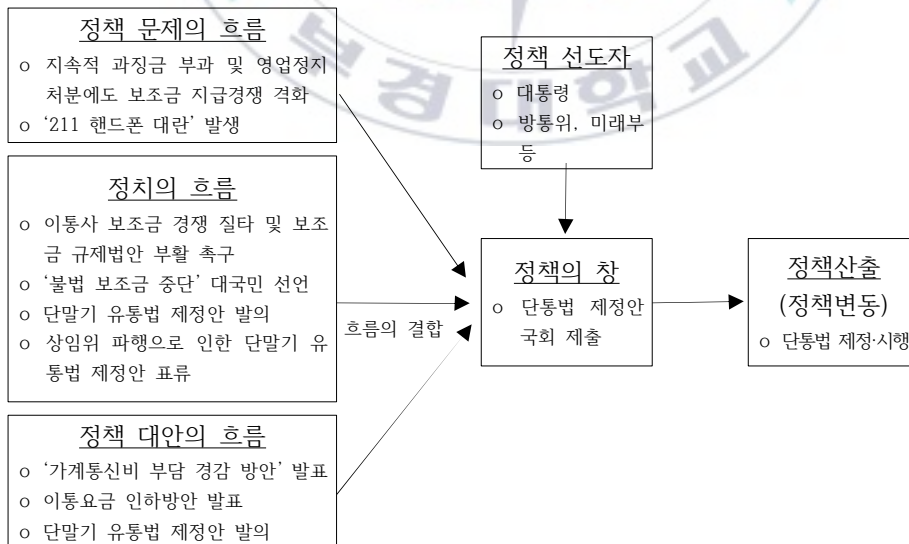 정책 문제의 흐름
o 지속적 과징금 부과 및 영업정지
처분에도 보조금 지급경쟁 격화
o ‘211 핸드폰 대란’ 발생
정치의 흐름
o 이통사 보조금 경쟁 질타 및 보조
금 규제법안 부활 촉구
o ‘불법 보조금 중단’ 대국민 선언
o 단말기 유통법 제정안 발의
o 상임위 파행으로 인한 단말기 유
통법 제정안 표류
정책 대안의 흐름
o ‘가계통신비 부담 경감 방안’ 발표
o 이통요금 인하방안 발표
o 단말기 유통법 제정안 발의
흐름의 결합
정책 선도자
o 대통령
o 방통위, 미래부
등
정책의 창
o 단통법 제정안
국회 제출
정책산출
(정책변동)
o 단통법 제정·시행
부경대학교